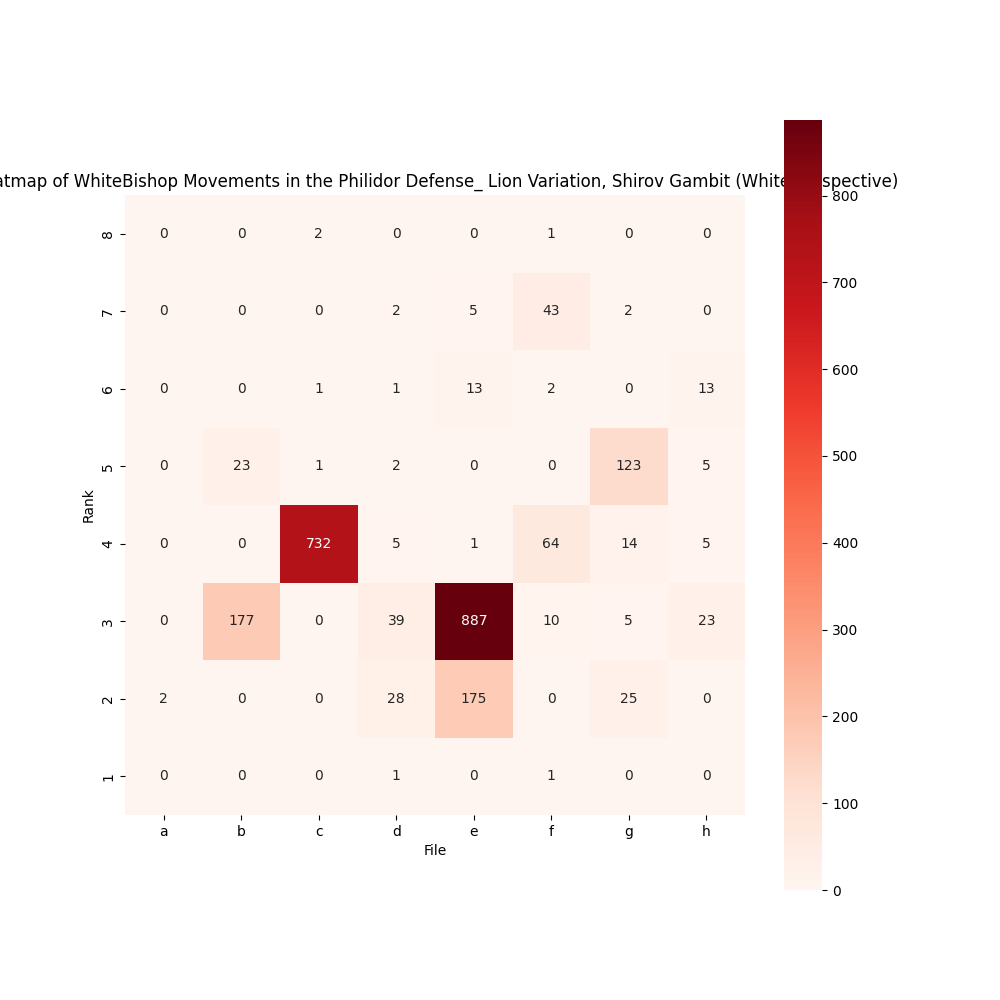 atmap of WhiteBishop Movements in the Philidor Defense_ Lion Variation, Shirov Gambit (White Perspective)
8 0 0 2 0 0 1 0 0
7 0 0 0 2 5 43 2 0
6 0 0 1 1 13 2 0 13
5 0 23 1 2 0 0 123 5
Rank
4 0 0 732 5 1 64 14 5
3 0 177 0 39 887 10 5 23
2 2 0 0 28 175 0 25 0
1 0 0 0 1 0 1 0 0
a b c d e f g h
File
800
700
600
500
400
300
200
100
0